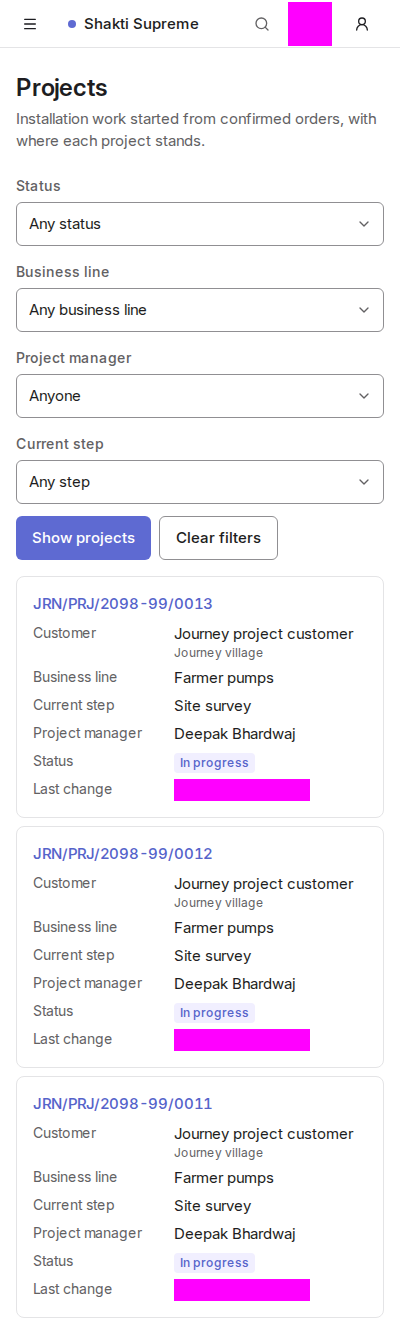 Shakti Supreme
Projects
Installation work started from confirmed orders, with
where each project stands.
Status
Any status
Business line
Any business line
Project manager
Anyone
Current step
Any step
Show projects Clear filters
JRN/PRJ/2098-99/0013
Customer Journey project customer
Journey village
Business line Farmer pumps
Current step Site survey
Project manager Deepak Bhardwaj
Status In progress
Last change
JRN/PRJ/2098-99/0012
Customer Journey project customer
Journey village
Business line Farmer pumps
Current step Site survey
Project manager Deepak Bhardwaj
Status In progress
Last change
JRN/PRJ/2098-99/0011
Customer Journey project customer
Journey village
Business line Farmer pumps
Current step Site survey
Project manager Deepak Bhardwaj
Status In progress
Last change